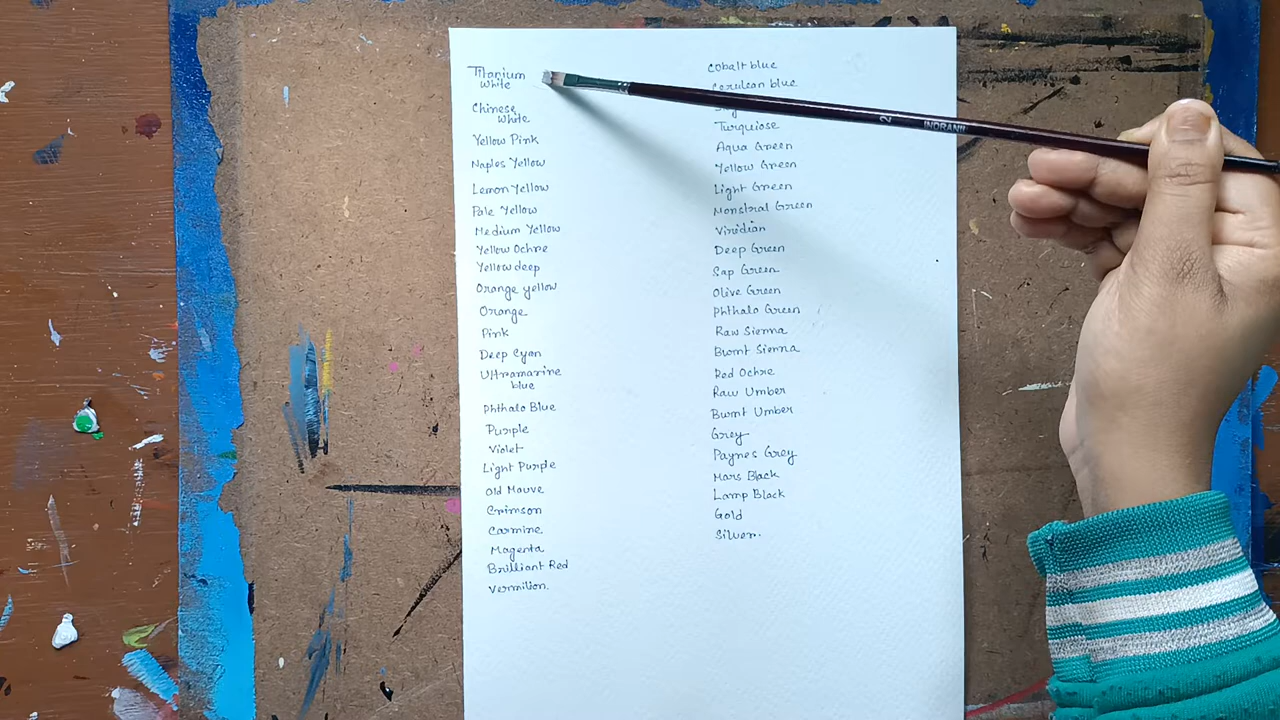 Titanium
white
Chinese
White
Yellow Pink
Naples Yellow
Lemon Yellow
Pale Yellow
Medium Yellow
Yellow Ochre
Yellow deep
Orange yellow
Orange
Pink
Deep Cyan
Ultramarine
blue
Phthalo Blue
Purple
Violet
Light Purple
Old Mauve
Crimson
Carmine
Magenta
Brilliant Red
Vermilion.
Cobalt blue
Cerulean blue
Turquiose
Aqua Green
Yellow Green
Light Green
Monstral Green
Viridian
Deep Green
Sap Green
Olive Green
Phthalo Green
Raw Sienna
Burnt Sienna
Red Ochre
Raw Umber
Burnt Umber
Grey
Paynes Grey
Mars Black
Lamp Black
Gold
Silver.
2 INDRANI